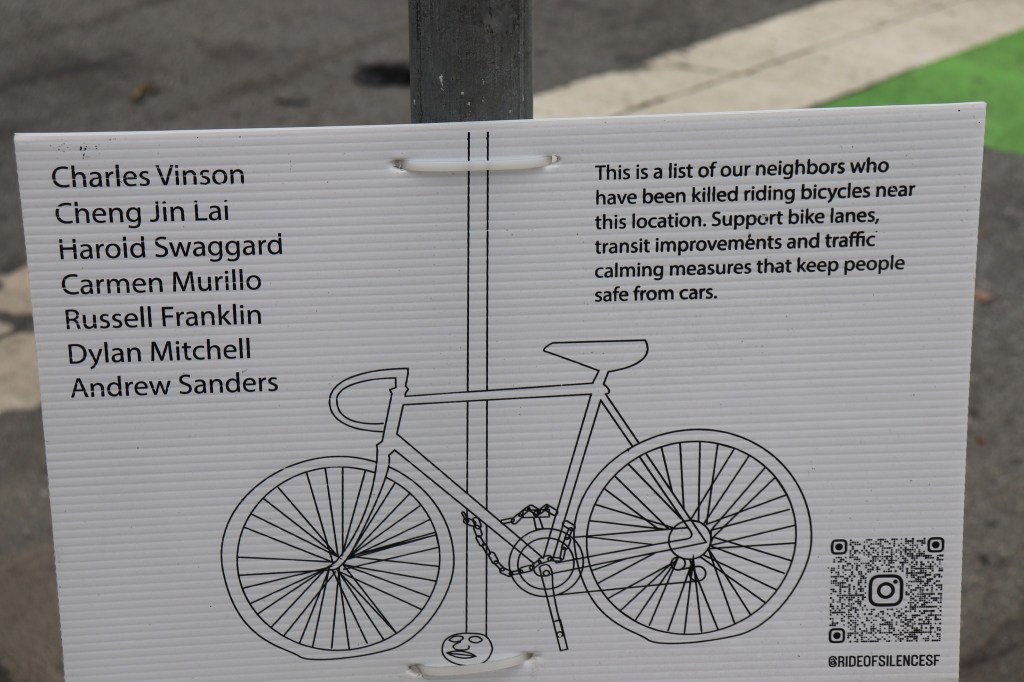 Charles Vinson
Cheng Jin Lai
Haroid Swaggard
Carmen Murillo
Russell Franklin
Dylan Mitchell
Andrew Sanders
This is a list of our neighbors who
have been killed riding bicycles near
this location. Support bike lanes,
transit improvements and traffic
calming measures that keep people
safe from cars.
@RIDEOFSILENCESF